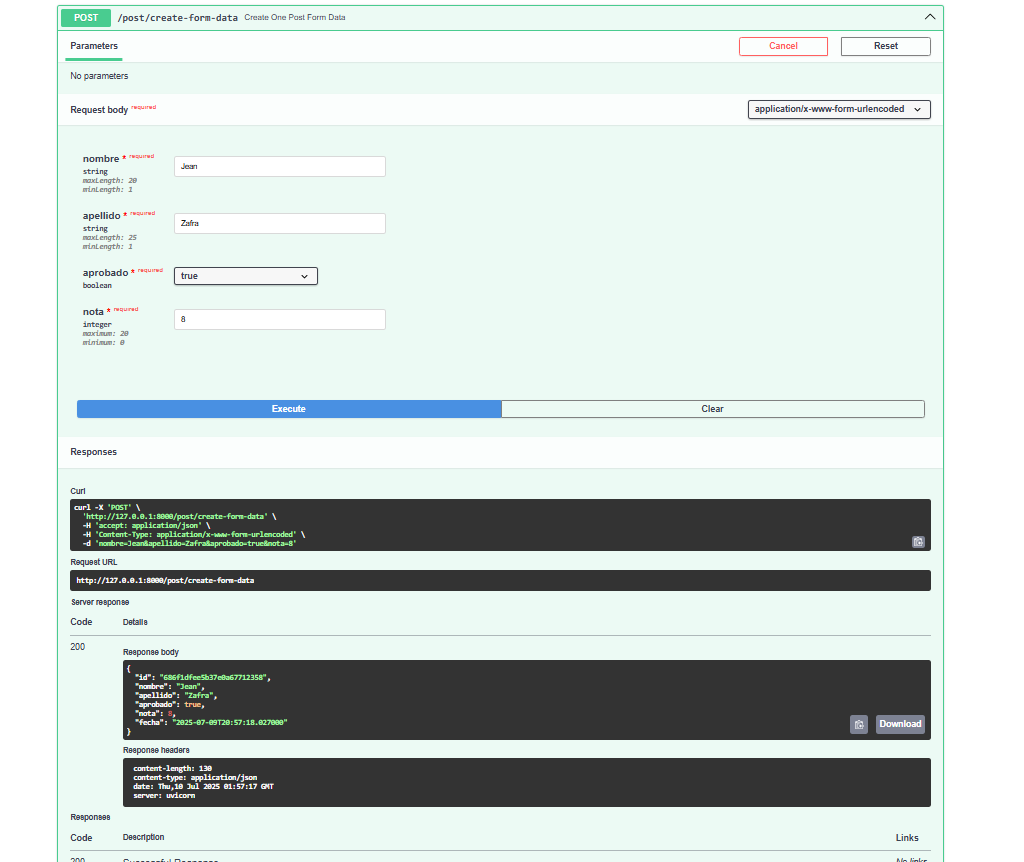 POST /post/create-form-data Create One Post Form Data
Parameters
Cancel
Reset
No parameters
Request body required
application/x-www-form-urlencoded
nombre * required
string
maxLength: 20
minLength: 1
Jean
apellido * required
string
maxLength: 25
minLength: 1
Zafra
aprobado * required
boolean
true
nota * required
integer
maximum: 20
minimum: 0
8
Execute
Clear
Responses
Curl
curl -X 'POST' \
'http://127.0.0.1:8000/post/create-form-data' \
-H 'accept: application/json' \
-H 'Content-Type: application/x-www-form-urlencoded' \
-d 'nombre=Jean&apellido=Zafra&aprobado=true&nota=8'
Request URL
http://127.0.0.1:8000/post/create-form-data
Server response
Code Details
200
Response body
{
"id": "686f1dfee5b37e0a67712358",
"nombre": "Jean",
"apellido": "Zafra",
"aprobado": true,
"nota": 8,
"fecha": "2025-07-09T20:57:18.027000"
}
Download
Response headers
content-length: 130
content-type: application/json
date: Thu,10 Jul 2025 01:57:17 GMT
server: uvicorn
Responses
Code Description Links
200 Successful Response No links